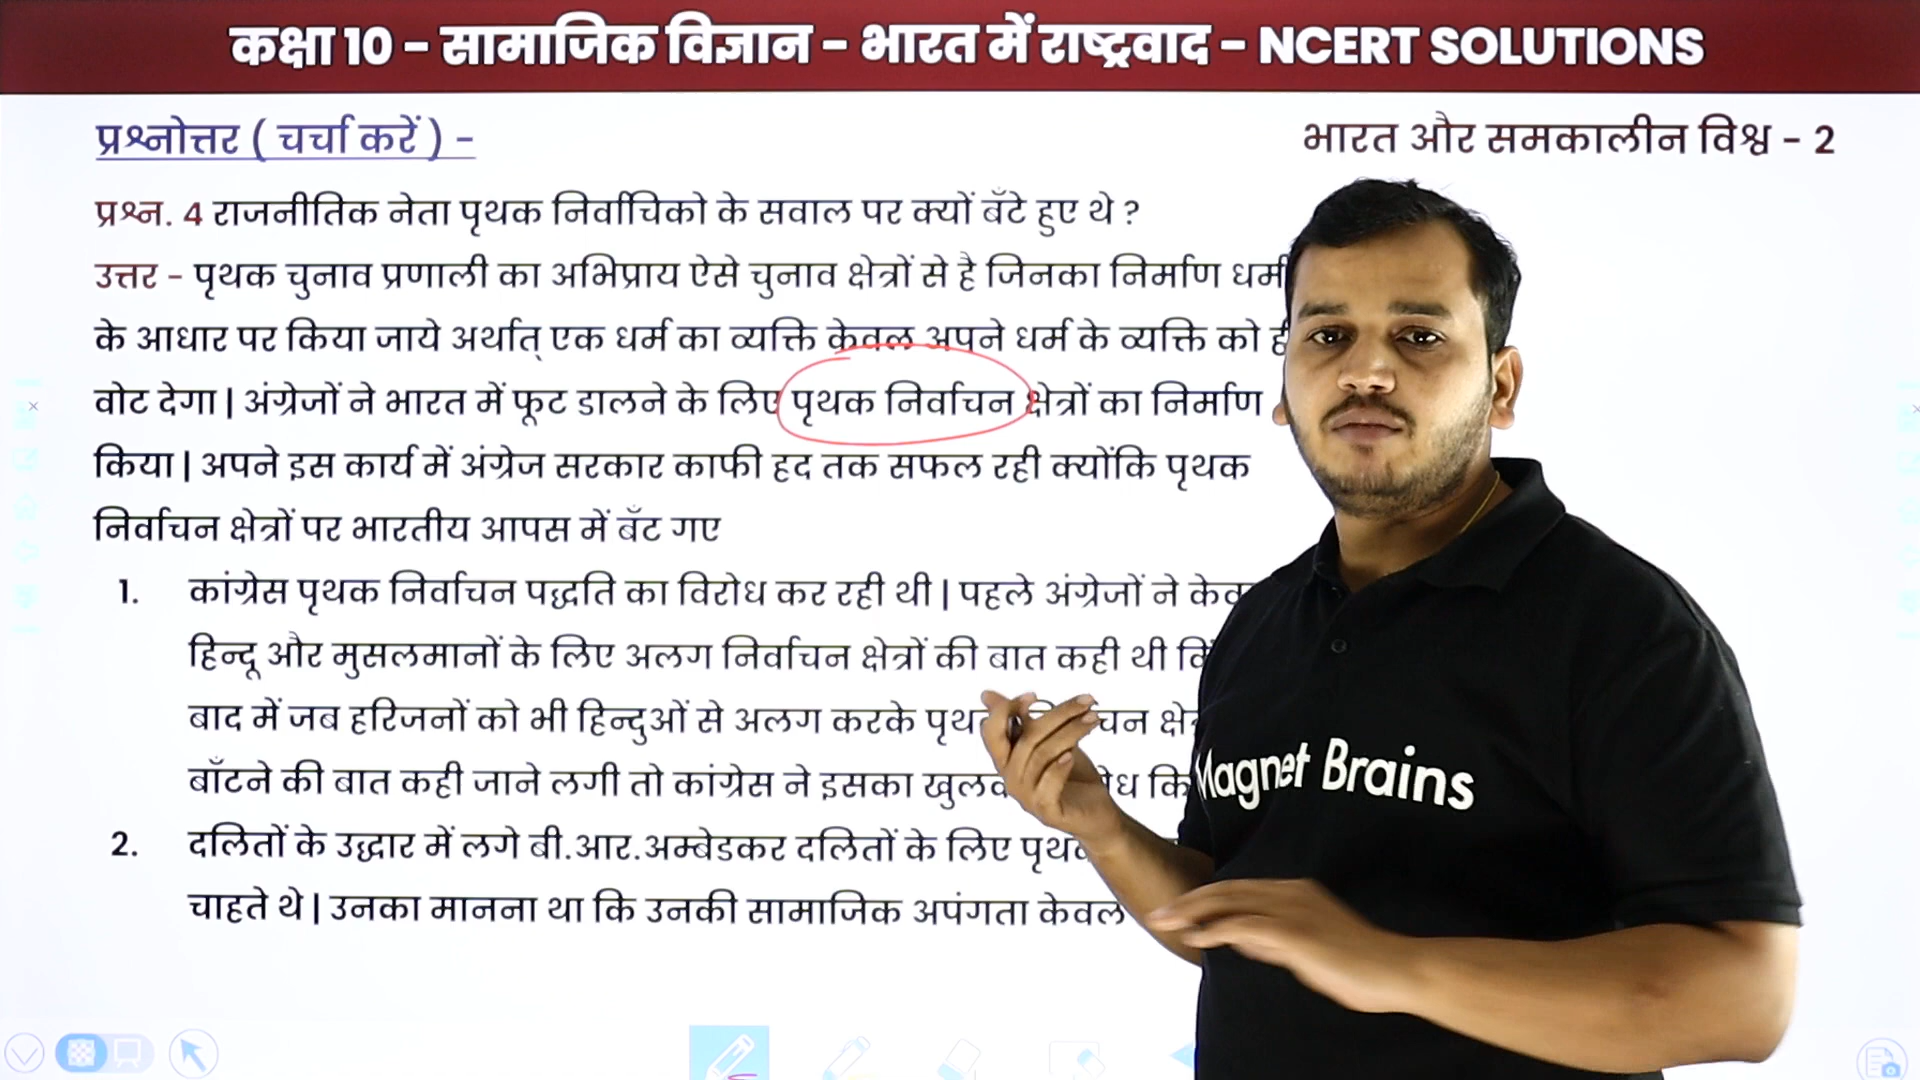 कक्षा 10 – सामाजिक विज्ञान – भारत में राष्ट्रवाद – NCERT SOLUTIONS
प्रश्नोत्तर ( चर्चा करें ) –
भारत और समकालीन विश्व – 2
प्रश्न. 4 राजनीतिक नेता पृथक निर्वाचिको के सवाल पर क्यों बँटे हुए थे ?
उत्तर – पृथक चुनाव प्रणाली का अभिप्राय ऐसे चुनाव क्षेत्रों से है जिनका निर्माण धर्म
के आधार पर किया जाये अर्थात् एक धर्म का व्यक्ति केवल अपने धर्म के व्यक्ति को
वोट देगा | अंग्रेजों ने भारत में फूट डालने के लिए पृथक निर्वाचन क्षेत्रों का निर्माण
किया | अपने इस कार्य में अंग्रेज सरकार काफी हद तक सफल रही क्योंकि पृथक
निर्वाचन क्षेत्रों पर भारतीय आपस में बँट गए
1. कांग्रेस पृथक निर्वाचन पद्धति का विरोध कर रही थी | पहले अंग्रेजों ने
हिन्दू और मुसलमानों के लिए अलग निर्वाचन क्षेत्रों की बात कही थी
बाद में जब हरिजनों को भी हिन्दुओं से अलग करके
बाँटने की बात कही जाने लगी तो कांग्रेस ने इसका
2. दलितों के उद्धार में लगे बी.आर.अम्बेडकर दलितों के लिए
चाहते थे | उनका मानना था कि उनकी सामाजिक अपंगता केवल
Magnet Brains